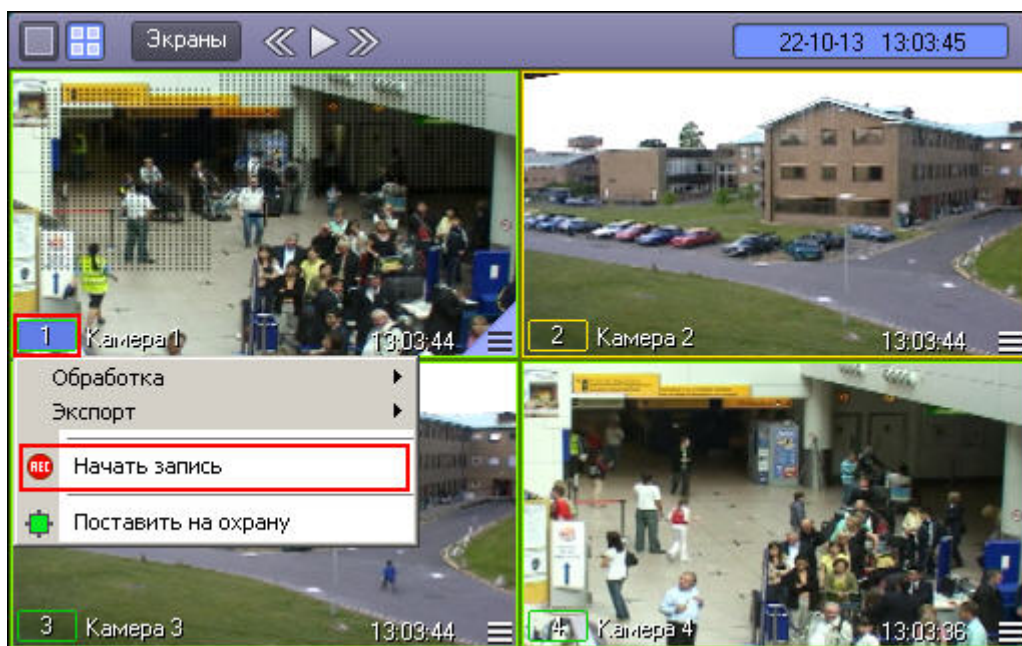 Экраны
22-10-13 13:03:45
1 Камера 1 13:03:44
2 Камера 2 13:03:44
Обработка
Экспорт
REC Начать запись
Поставить на охрану
3 Камера 3 13:03:44
4 Камера 4 13:03:36